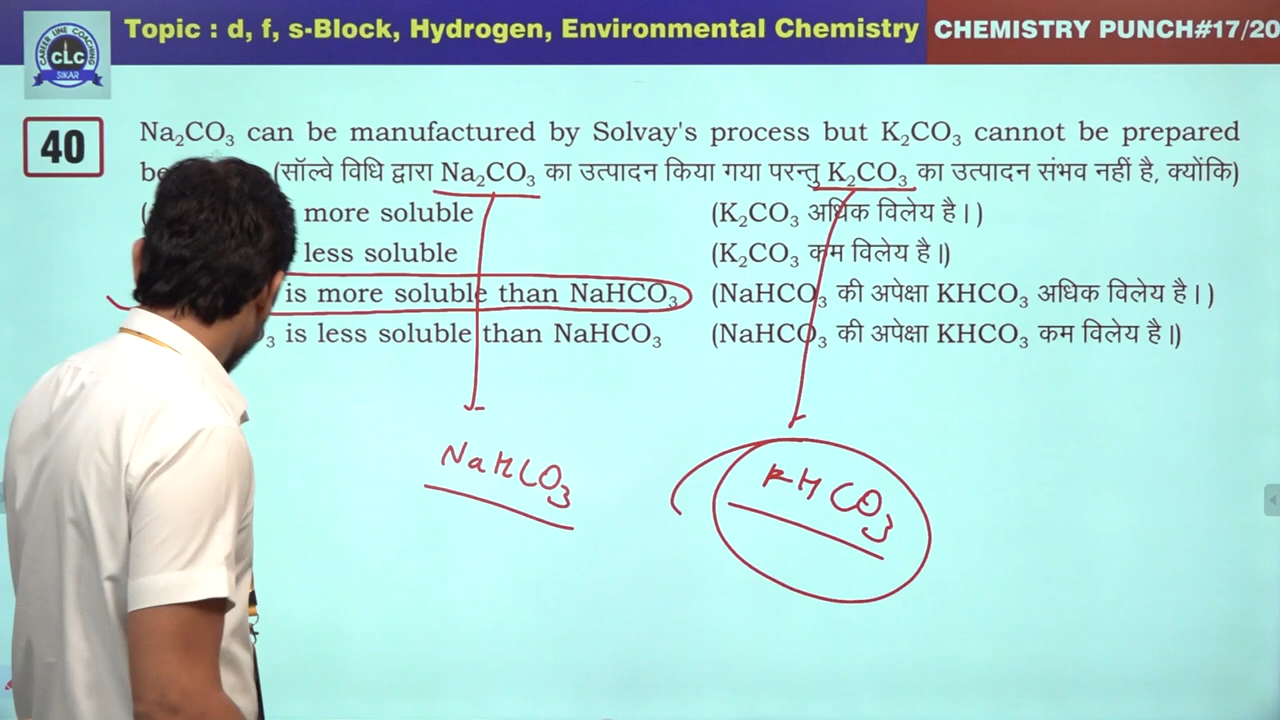 Topic : d, f, s-Block, Hydrogen, Environmental Chemistry
CHEMISTRY PUNCH#17/20
CAREER LINE COACHING
CLC
SIKAR
40
Na₂CO₃ can be manufactured by Solvay's process but K₂CO₃ cannot be prepared
(सॉल्वे विधि द्वारा Na₂CO₃ का उत्पादन किया गया परन्तु K₂CO₃ का उत्पादन संभव नहीं है, क्योंकि)
more soluble (K₂CO₃ अधिक विलेय है।)
less soluble (K₂CO₃ कम विलेय है।)
is more soluble than NaHCO₃ (NaHCO₃ की अपेक्षा KHCO₃ अधिक विलेय है।)
is less soluble than NaHCO₃ (NaHCO₃ की अपेक्षा KHCO₃ कम विलेय है।)
NaHCO₃
KHCO₃